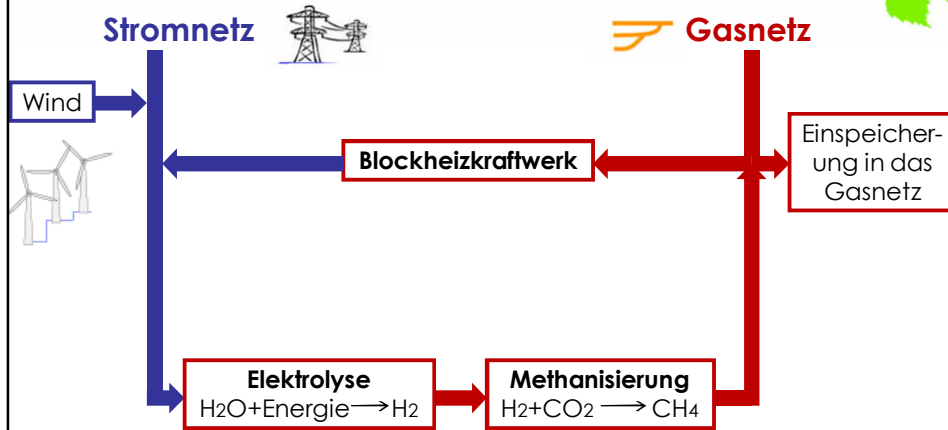 Stromnetz
Gasnetz
Wind
Blockheizkraftwerk
Einspeicher-
ung in das
Gasnetz
Elektrolyse
H2O+Energie→H2
Methanisierung
H2+CO2 → CH4